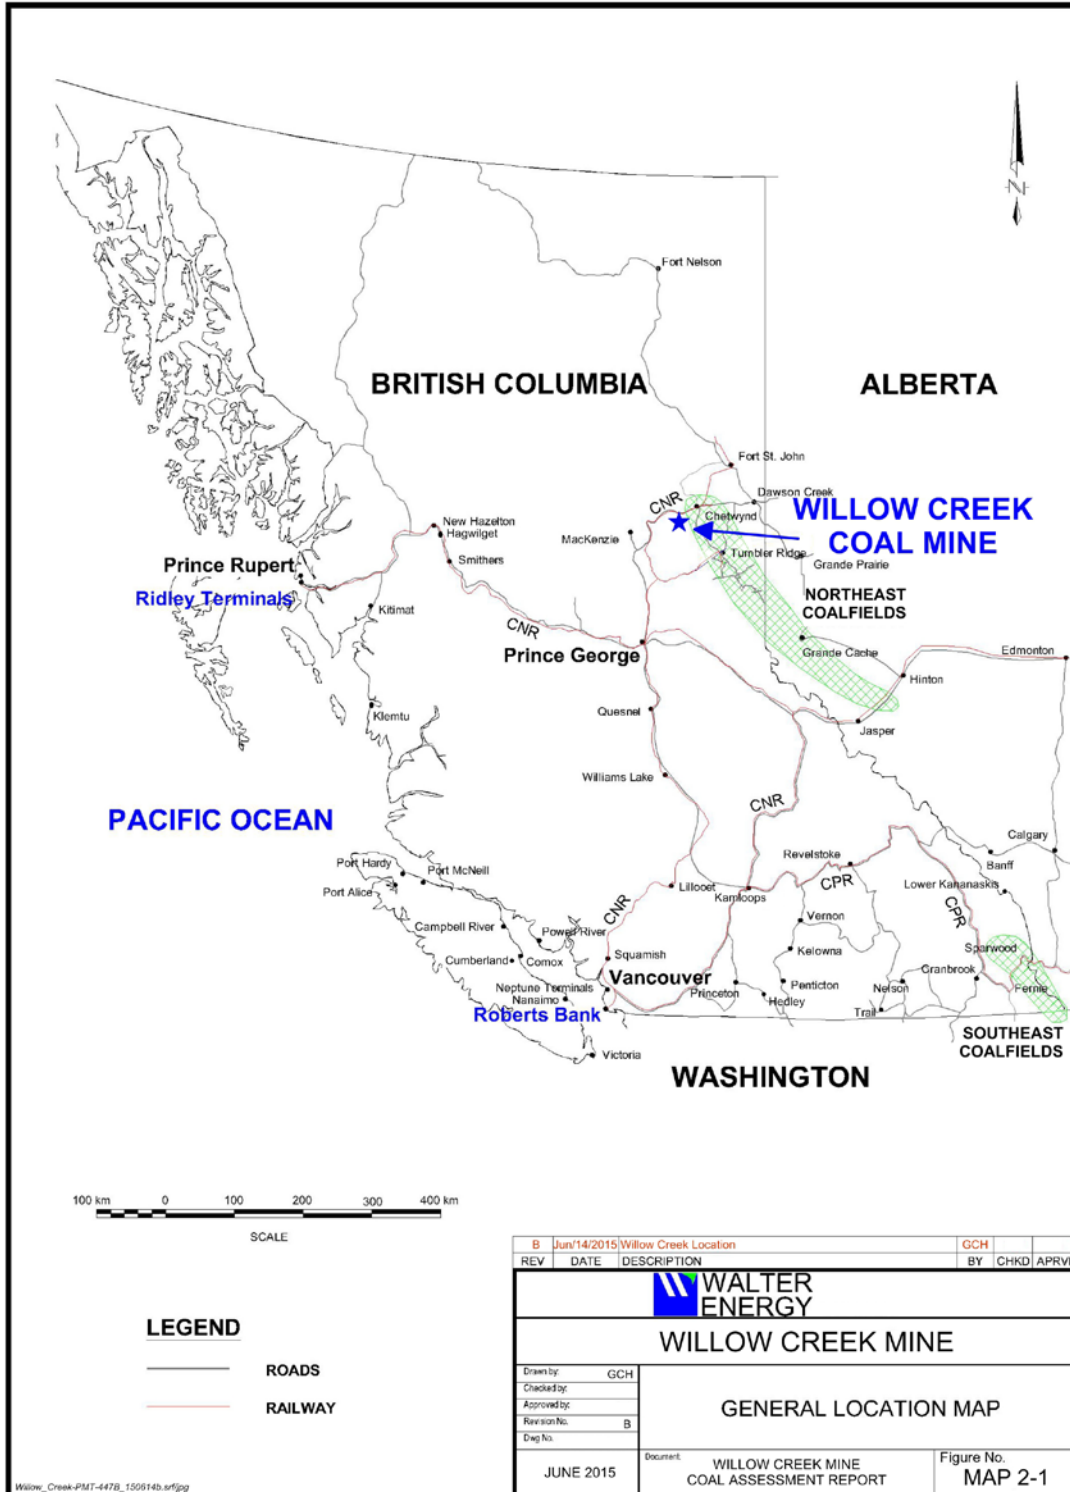 N
Fort Nelson
BRITISH COLUMBIA
ALBERTA
Fort St. John
Dawson Creek
CNR
Chetwynd
WILLOW CREEK
COAL MINE
New Hazelton
Hagwilget
MacKenzie
Tumbler Ridge
Smithers
Grande Prairie
Prince Rupert
Ridley Terminals
Kitimat
NORTHEAST
COALFIELDS
CNR
Prince George
Grande Cache
Edmonton
Hinton
Klemtu
Quesnel
Jasper
Williams Lake
PACIFIC OCEAN
CNR
Calgary
Port Hardy
Port McNeill
Revelstoke
Banff
Port Alice
Lillooet
CPR
Lower Kananaskis
Kamloops
CNR
CPR
Campbell River
Powell River
Vernon
Cumberland
Comox
Squamish
Kelowna
Sparwood
Vancouver
Cranbrook
Neptune Terminals
Princeton
Penticton
Nelson
Fernie
Nanaimo
Hedley
Roberts Bank
Trail
SOUTHEAST
COALFIELDS
Victoria
WASHINGTON
100 km 0 100 200 300 400 km
SCALE
B Jun/14/2015 Willow Creek Location GCH
REV DATE DESCRIPTION BY CHKD APRV
WALTER
ENERGY
LEGEND
WILLOW CREEK MINE
ROADS
RAILWAY
Drawn by: GCH
Checked by:
Approved by:
Revision No. B
Dwg No.
GENERAL LOCATION MAP
JUNE 2015
Document:
WILLOW CREEK MINE
COAL ASSESSMENT REPORT
Figure No.
MAP 2-1
Willow_Creek-PMT-447B_150614b.srf/jpg